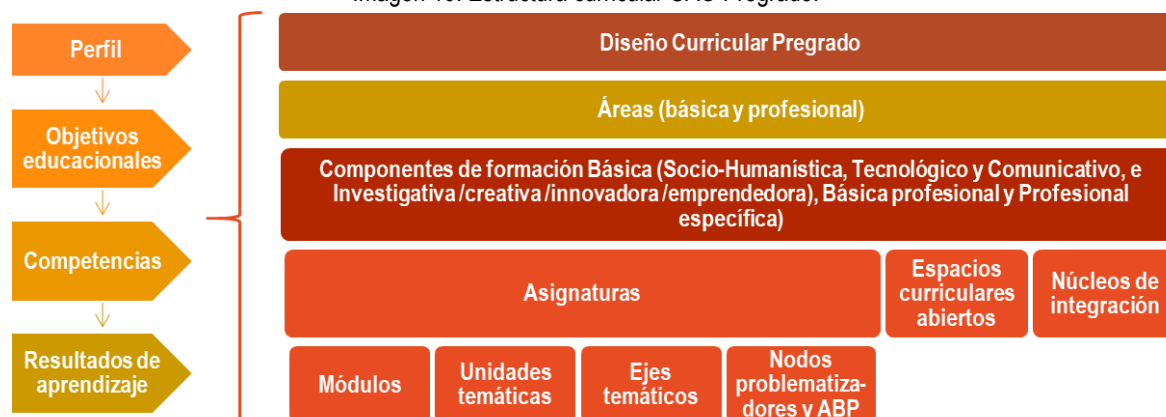 Perfil
Objetivos
educacionales
Competencias
Resultados de
aprendizaje
Diseño Curricular Pregrado
Áreas (básica y profesional)
Componentes de formación Básica (Socio-Humanística, Tecnológico y Comunicativo, e
Investigativa /creativa /innovadora /emprendedora), Básica profesional y Profesional
específica)
Asignaturas
Espacios
curriculares
abiertos
Núcleos de
integración
Módulos
Unidades
temáticas
Ejes
temáticos
Nodos
problematiza-
dores y ABP